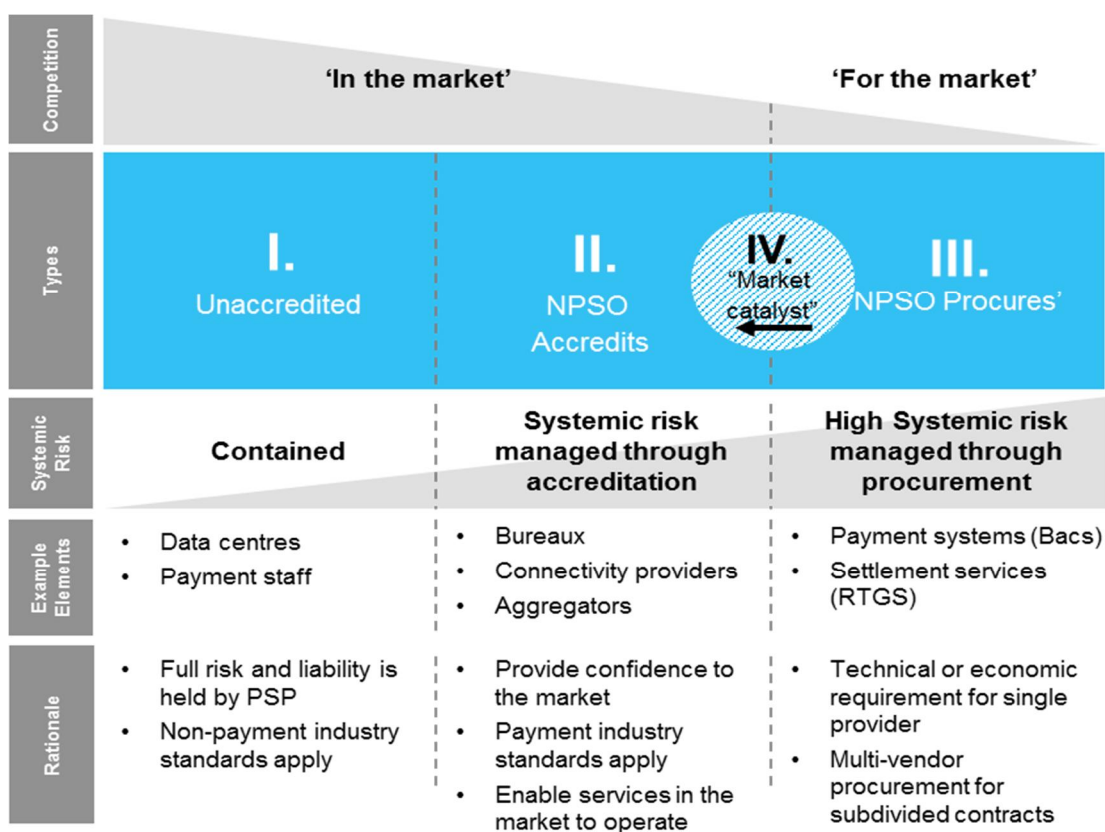 Competition
'In the market'
'For the market'
Types
I.
Unaccredited
II.
NPSO
Accredits
IV.
"Market
catalyst"
III.
NPSO Procures'
Systemic
Risk
Contained
Systemic risk
managed through
accreditation
High Systemic risk
managed through
procurement
Example
Elements
• Data centres
• Payment staff
• Bureaux
• Connectivity providers
• Aggregators
• Payment systems (Bacs)
• Settlement services
(RTGS)
Rationale
• Full risk and liability is
held by PSP
• Non-payment industry
standards apply
• Provide confidence to
the market
• Payment industry
standards apply
• Enable services in the
market to operate
• Technical or economic
requirement for single
provider
• Multi-vendor
procurement for
subdivided contracts